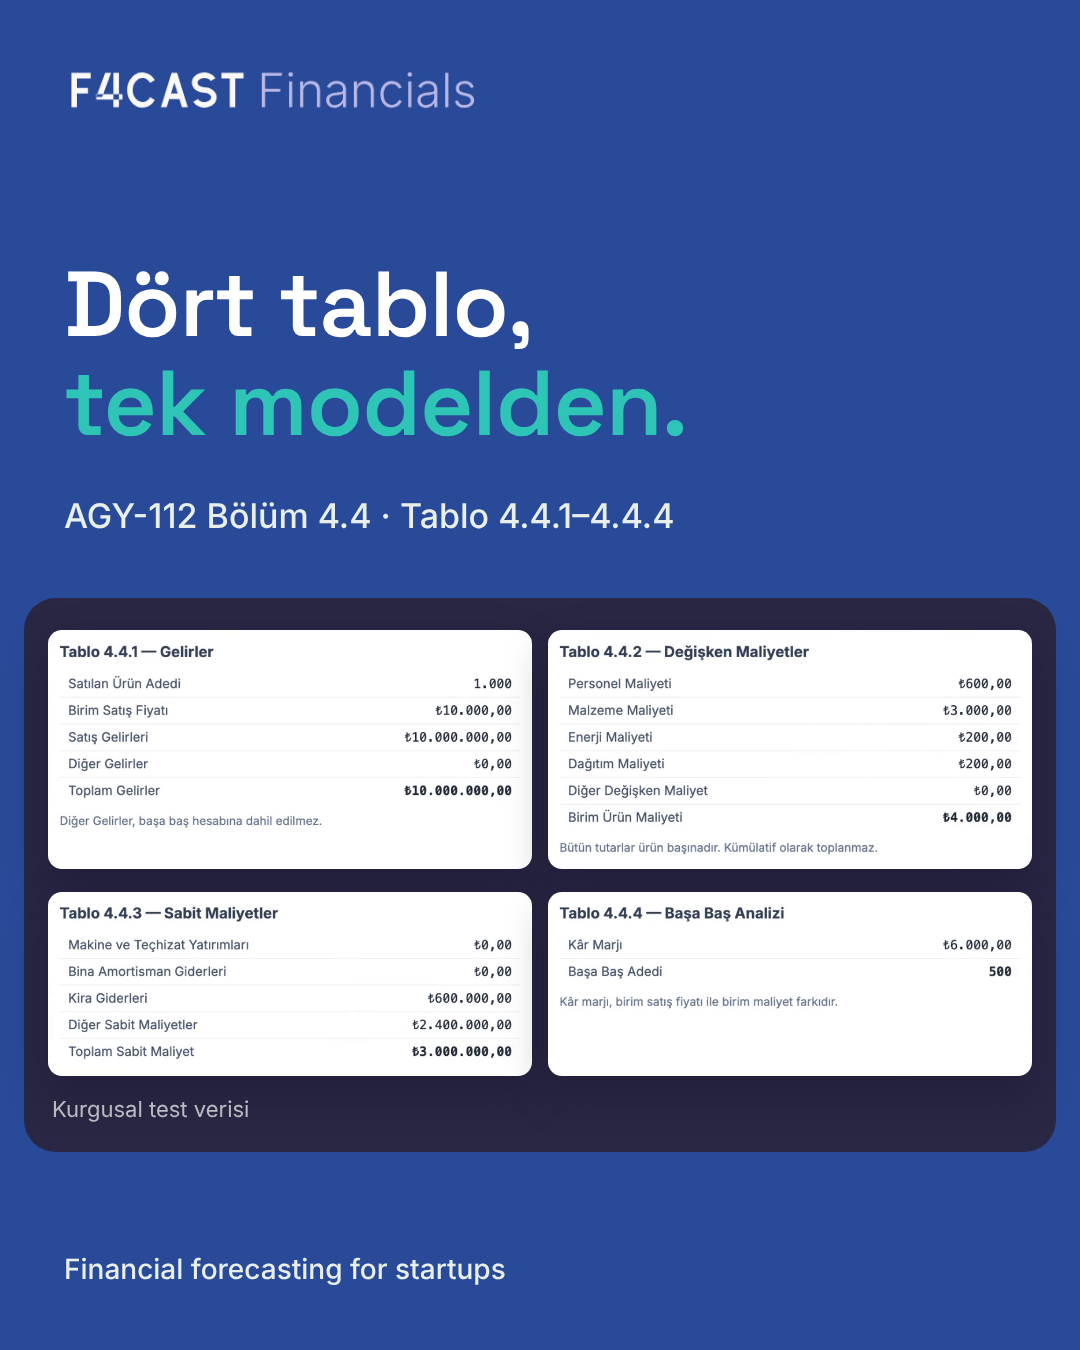 F4CAST Financials
Dört tablo,
tek modelden.
AGY-112 Bölüm 4.4 · Tablo 4.4.1–4.4.4
Tablo 4.4.1 — Gelirler
Satılan Ürün Adedi 1.000
Birim Satış Fiyatı ₺10.000,00
Satış Gelirleri ₺10.000.000,00
Diğer Gelirler ₺0,00
Toplam Gelirler ₺10.000.000,00
Diğer Gelirler, başa baş hesabına dahil edilmez.
Tablo 4.4.2 — Değişken Maliyetler
Personel Maliyeti ₺600,00
Malzeme Maliyeti ₺3.000,00
Enerji Maliyeti ₺200,00
Dağıtım Maliyeti ₺200,00
Diğer Değişken Maliyet ₺0,00
Birim Ürün Maliyeti ₺4.000,00
Bütün tutarlar ürün başınadır. Kümülatif olarak toplanmaz.
Tablo 4.4.3 — Sabit Maliyetler
Makine ve Teçhizat Yatırımları ₺0,00
Bina Amortisman Giderleri ₺0,00
Kira Giderleri ₺600.000,00
Diğer Sabit Maliyetler ₺2.400.000,00
Toplam Sabit Maliyet ₺3.000.000,00
Tablo 4.4.4 — Başa Baş Analizi
Kâr Marjı ₺6.000,00
Başa Baş Adedi 500
Kâr marjı, birim satış fiyatı ile birim maliyet farkıdır.
Kurgusal test verisi
Financial forecasting for startups